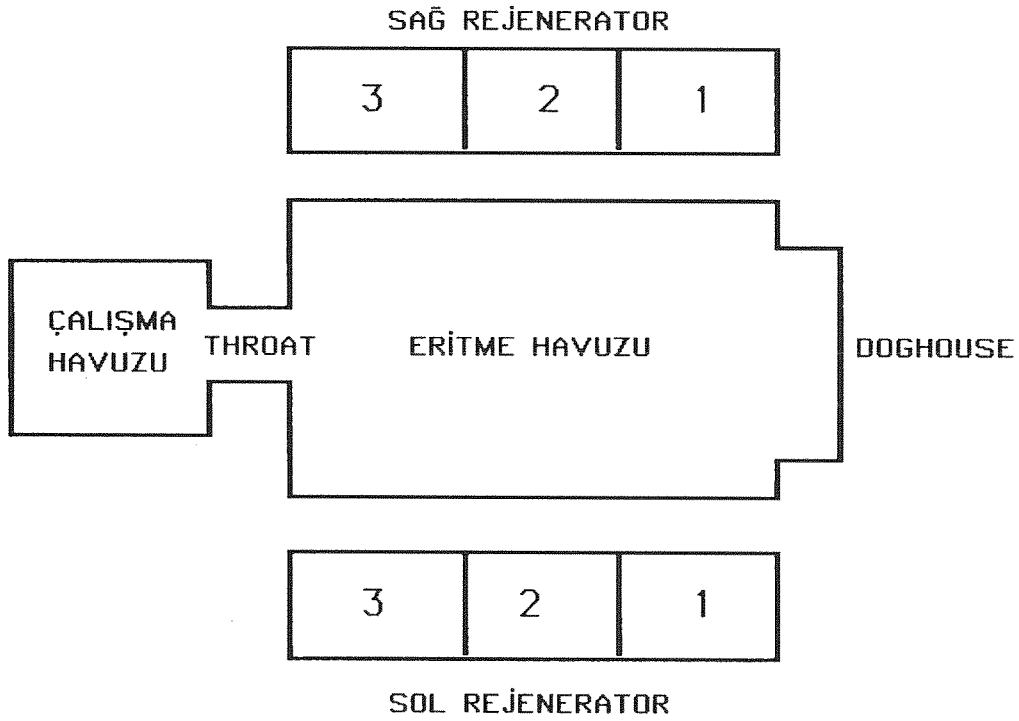 SAĞ REJENERATOR
3 2 1
ÇALIŞMA
HAVUZU
THROAT
ERİTME HAVUZU
DOGHOUSE
3 2 1
SOL REJENERATOR